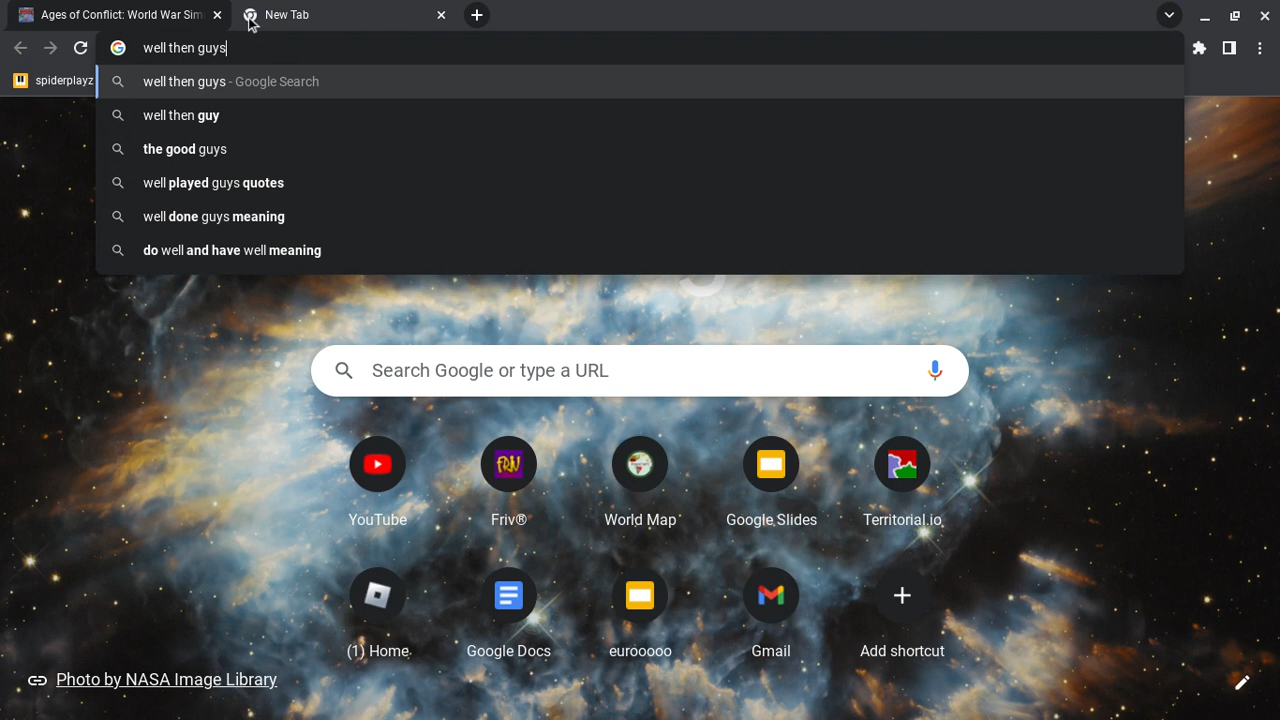 Ages of Conflict: World War Sim
New Tab
well then guys
spiderplayz
well then guys - Google Search
well then guy
the good guys
well played guys quotes
well done guys meaning
do well and have well meaning
Search Google or type a URL
FRIV
YouTube
Friv®
World Map
Google Slides
Territorial.io
(1) Home
Google Docs
eurooooo
Gmail
Add shortcut
Photo by NASA Image Library